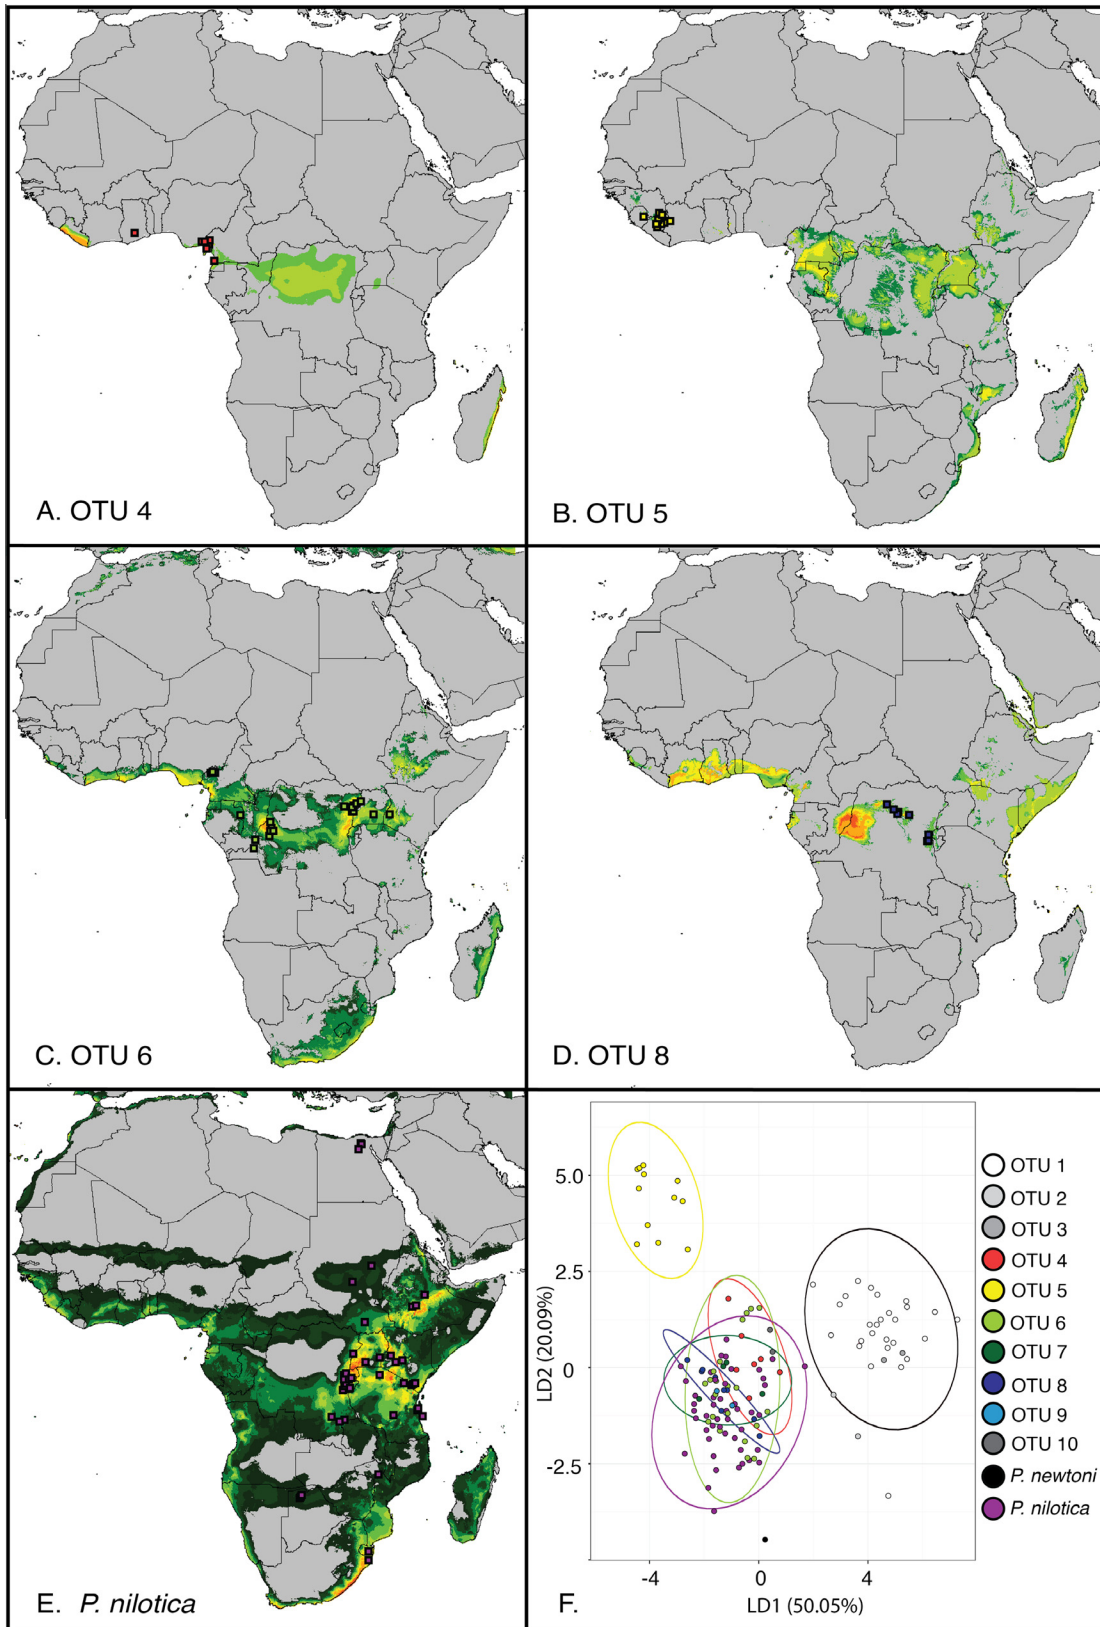 A. OTU 4
B. OTU 5
C. OTU 6
D. OTU 8
E. P. nilotica
F.
5.0
2.5
0
-2.5
LD2 (20.09%)
-4
0
4
LD1 (50.05%)
OTU 1
OTU 2
OTU 3
OTU 4
OTU 5
OTU 6
OTU 7
OTU 8
OTU 9
OTU 10
P. newtoni
P. nilotica